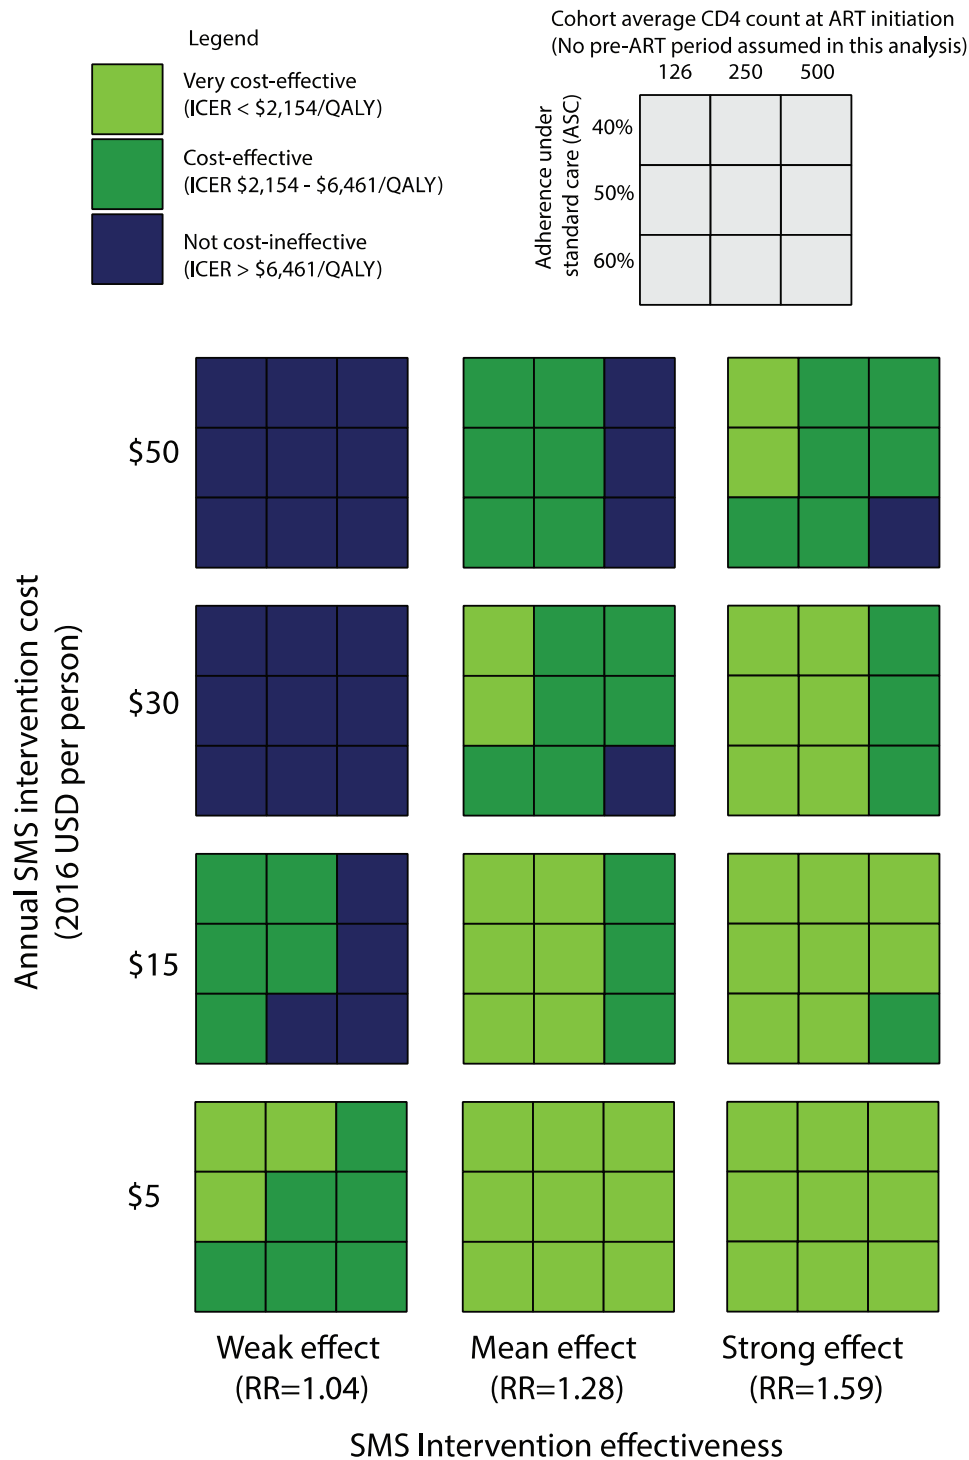 Legend
Very cost-effective
(ICER < $2,154/QALY)
Cost-effective
(ICER $2,154 - $6,461/QALY)
Not cost-ineffective
(ICER > $6,461/QALY)
Cohort average CD4 count at ART initiation
(No pre-ART period assumed in this analysis)
126 250 500
Adherence under
standard care (ASC)
40%
50%
60%
Annual SMS intervention cost
(2016 USD per person)
$50
$30
$15
$5
Weak effect
(RR=1.04)
Mean effect
(RR=1.28)
Strong effect
(RR=1.59)
SMS Intervention effectiveness